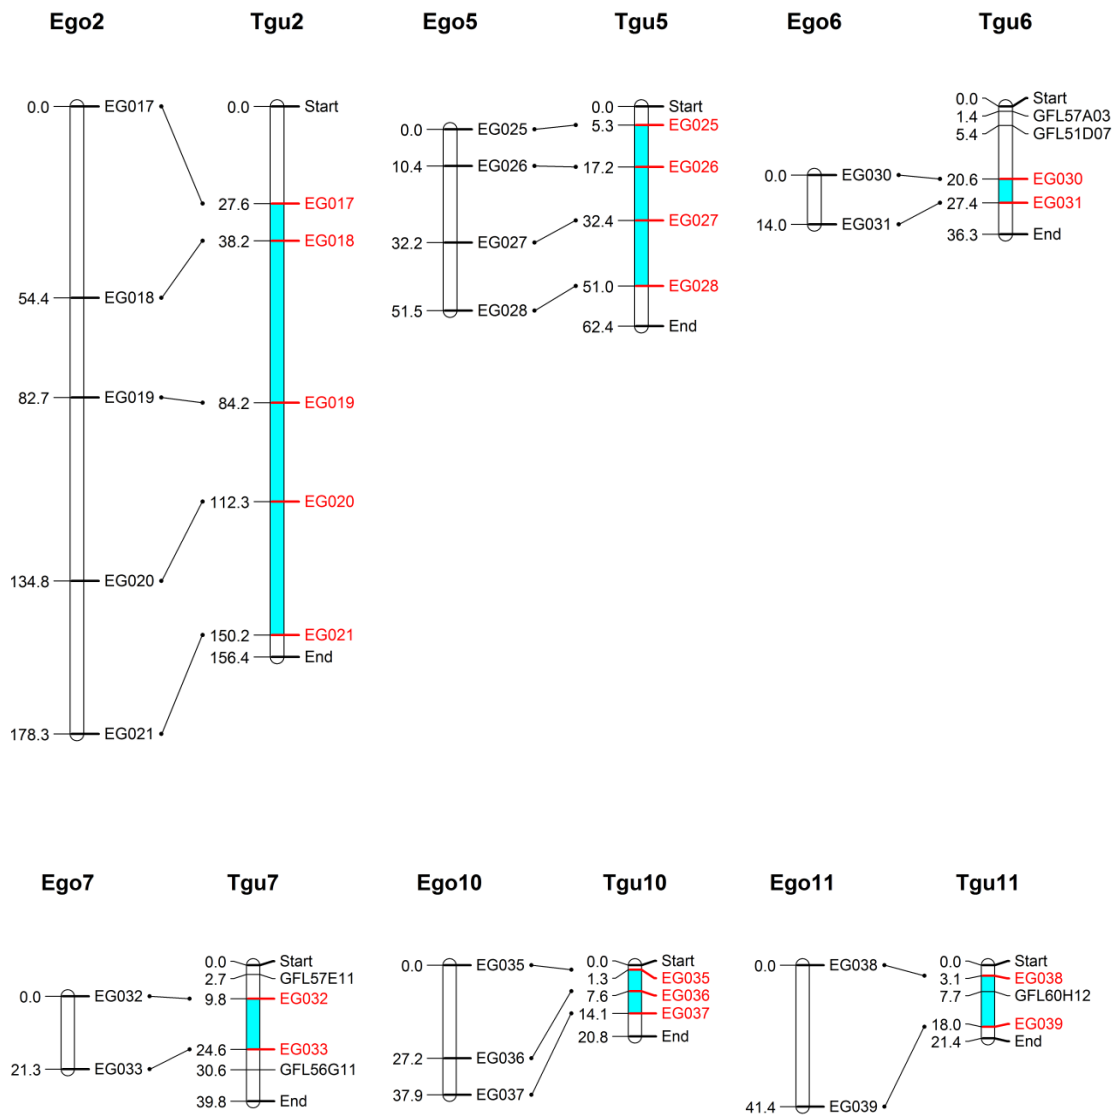 Ego2 Tgu2 Ego5 Tgu5 Ego6 Tgu6
0.0 EG017
54.4 EG018
82.7 EG019
134.8 EG020
178.3 EG021
0.0 Start
27.6 EG017
38.2 EG018
84.2 EG019
112.3 EG020
150.2 EG021
156.4 End
0.0 EG025
10.4 EG026
32.2 EG027
51.5 EG028
0.0 Start
5.3 EG025
17.2 EG026
32.4 EG027
51.0 EG028
62.4 End
0.0 EG030
14.0 EG031
0.0 Start
1.4 GFL57A03
5.4 GFL51D07
20.6 EG030
27.4 EG031
36.3 End
Ego7 Tgu7 Ego10 Tgu10 Ego11 Tgu11
0.0 EG032
21.3 EG033
0.0 Start
2.7 GFL57E11
9.8 EG032
24.6 EG033
30.6 GFL56G11
39.8 End
0.0 EG035
27.2 EG036
37.9 EG037
0.0 Start
1.3 EG035
7.6 EG036
14.1 EG037
20.8 End
0.0 EG038
41.4 EG039
0.0 Start
3.1 EG038
7.7 GFL60H12
18.0 EG039
21.4 End